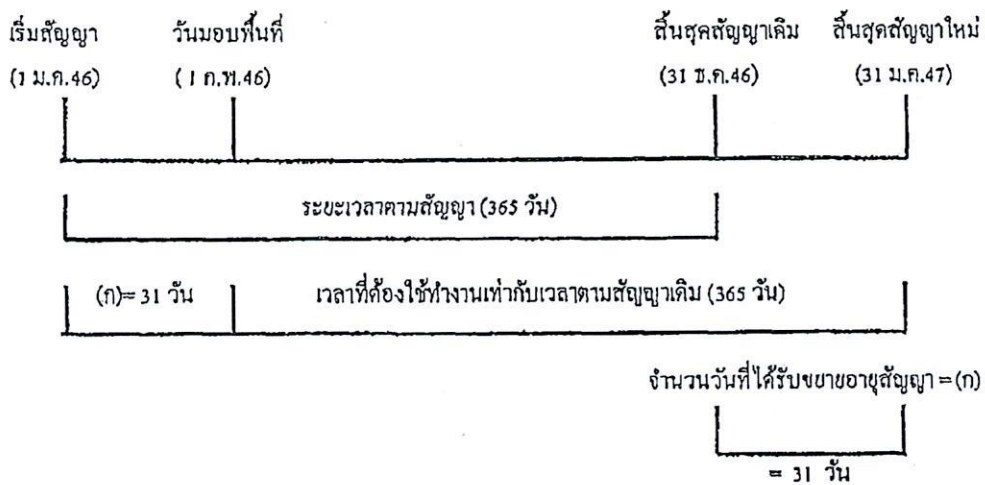 เริ่มสัญญา วันมอบพื้นที่ สิ้นสุดสัญญาเดิม สิ้นสุดสัญญาใหม่
(1 ม.ค.46) (1 ก.พ.46) (31 ธ.ค.46) (31 ม.ค.47)
ระยะเวลาตามสัญญา (365 วัน)
(ก)= 31 วัน เวลาที่ต้องใช้ทำงานเท่ากับเวลาตามสัญญาเดิม (365 วัน)
จำนวนวันที่ได้รับขยายอายุสัญญา = (ก)
= 31 วัน